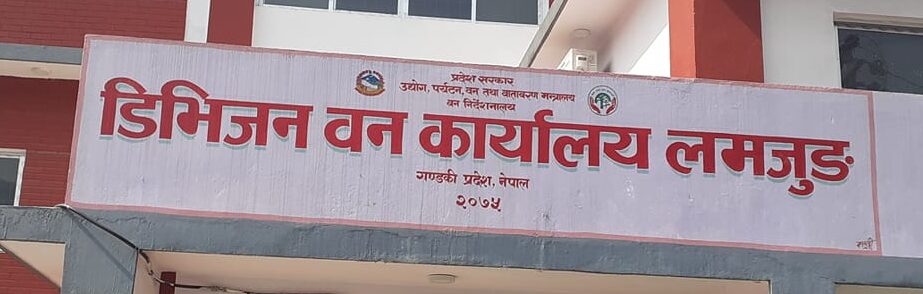 प्रदेश सरकार
उद्योग, पर्यटन, वन तथा वातावरण मन्त्रालय
वन निर्देशनालय
डिभिजन वन कार्यालय लमजुङ
गण्डकी प्रदेश, नेपाल
२०७५